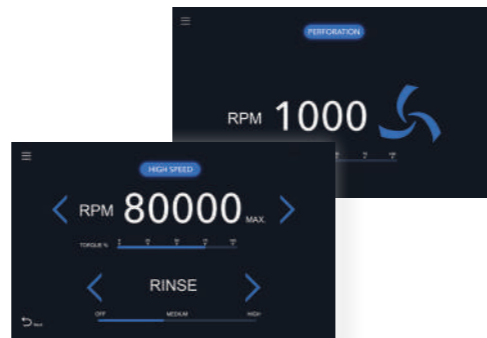 PERFORATION
RPM 1000
HIGH SPEED
RPM 80000 MAX.
TORQUE %
RINSE
OFF MEDIUM HIGH